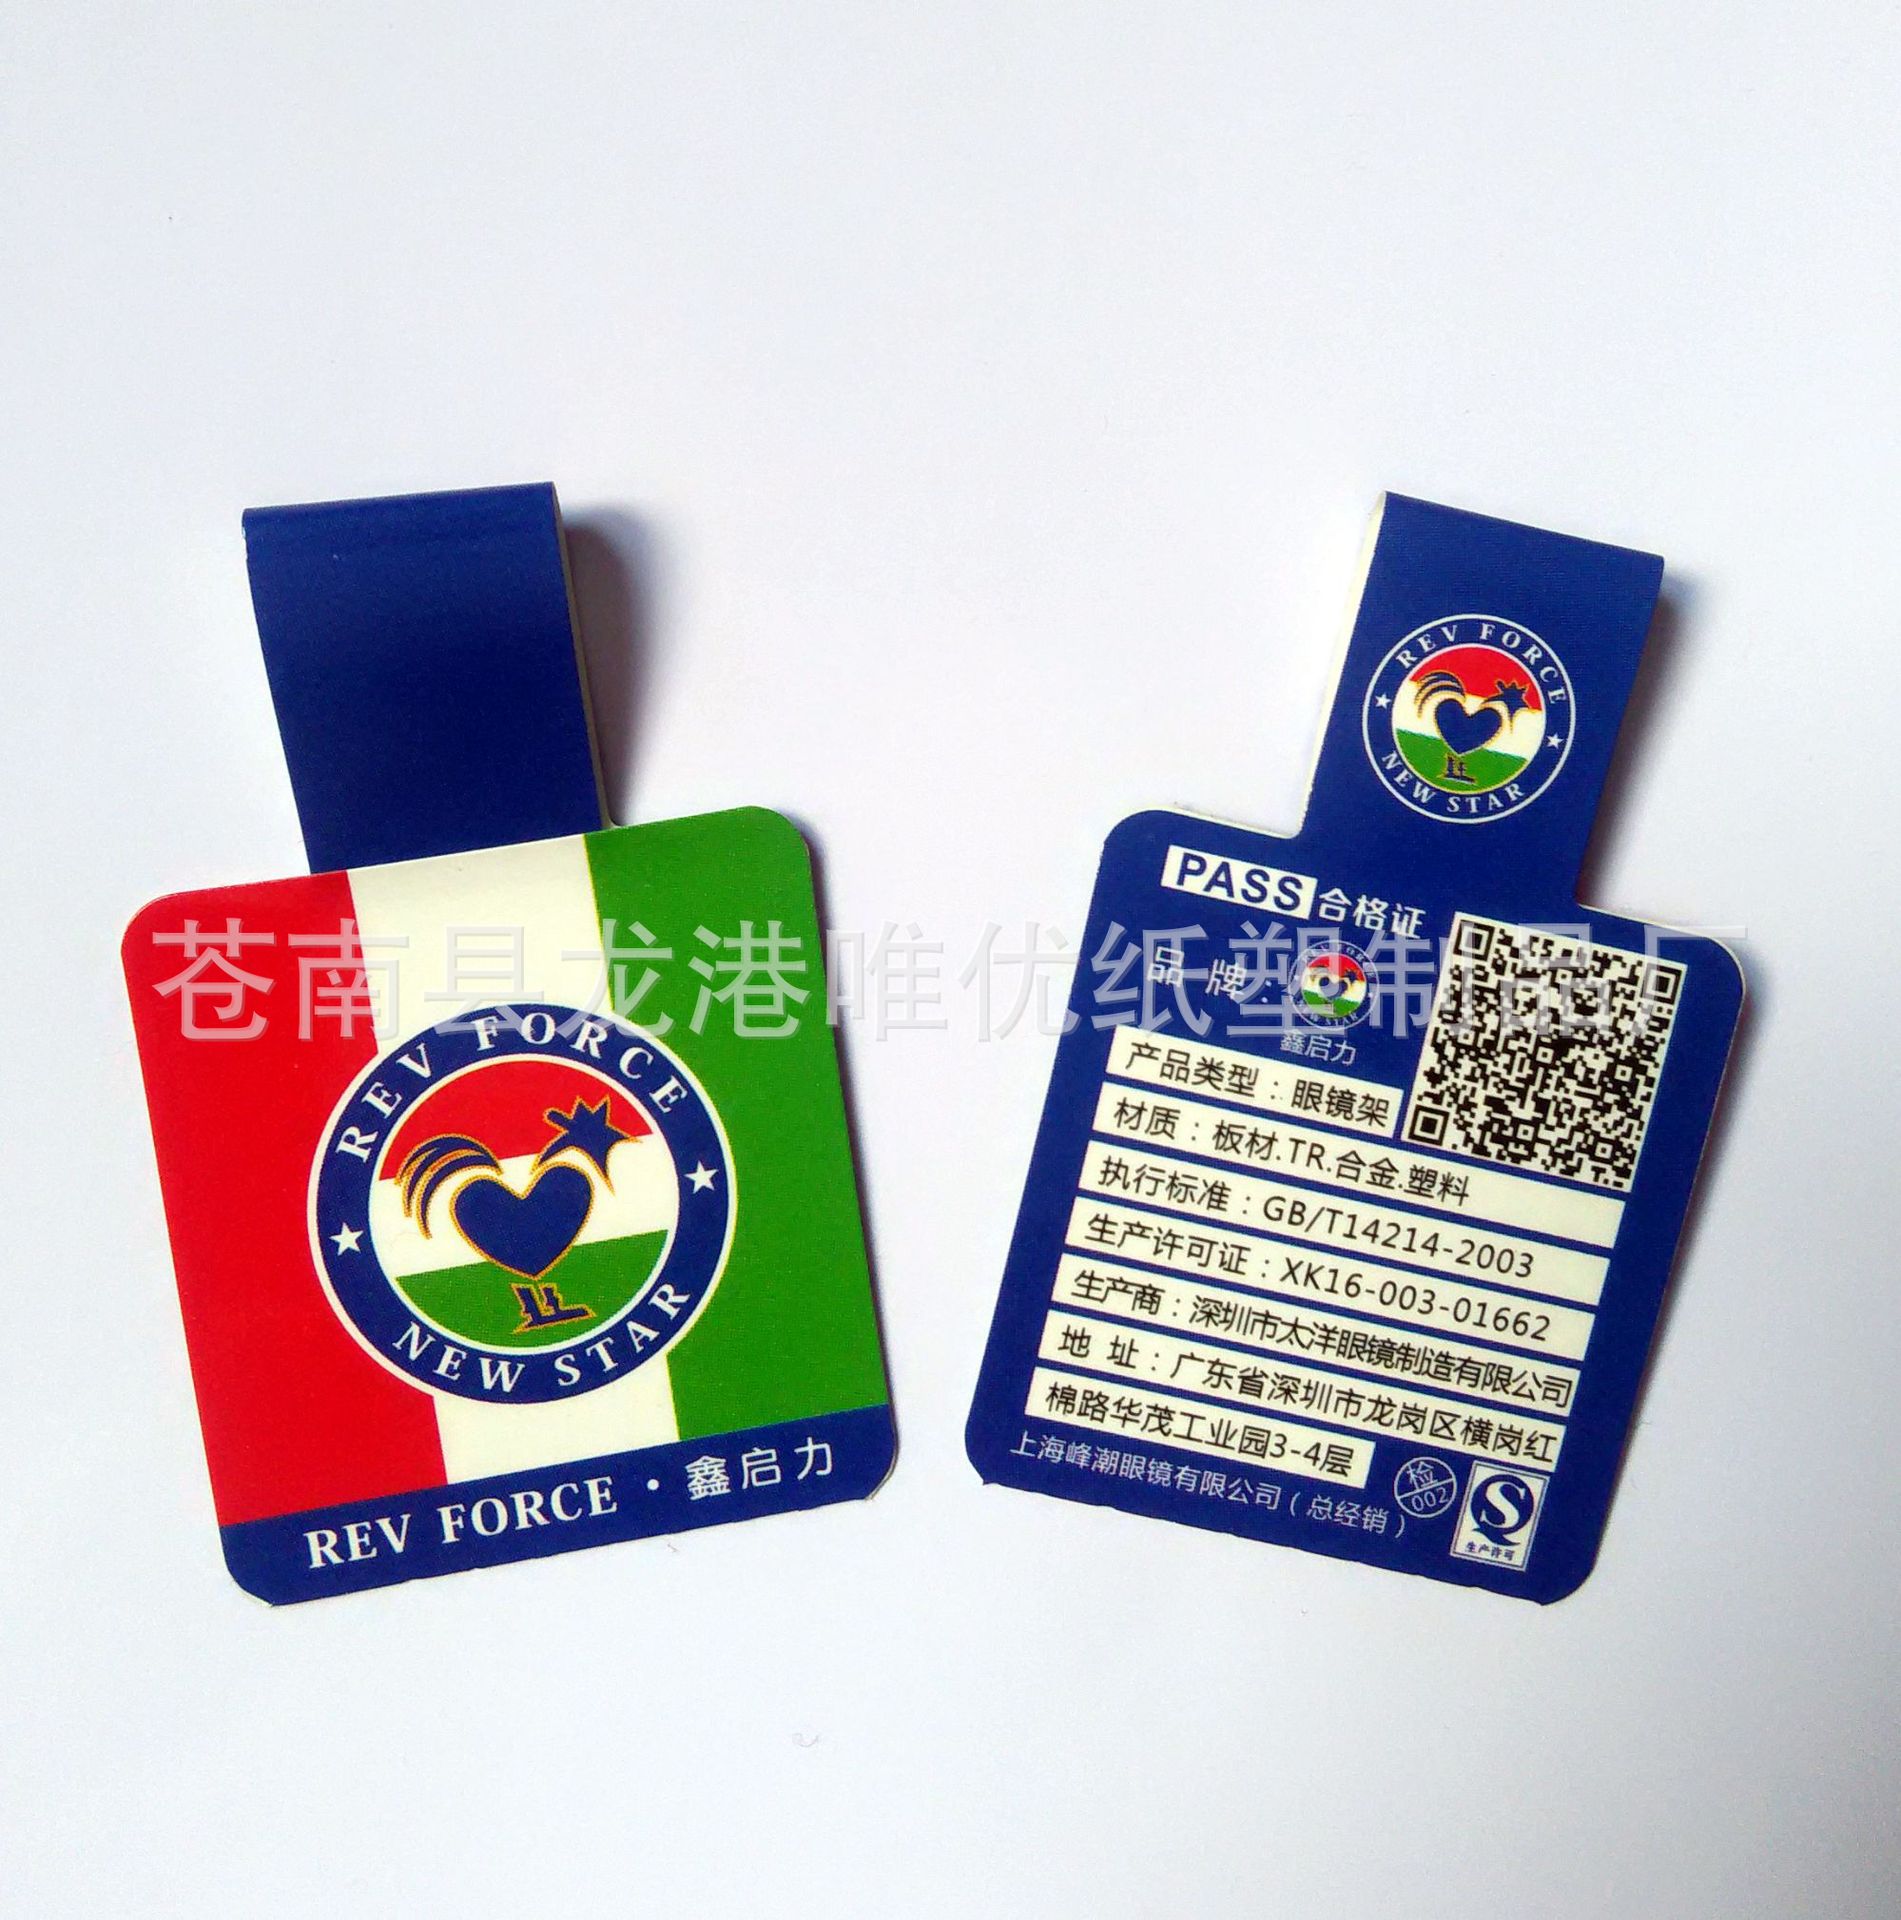 苍南县龙港唯优纸塑制品厂
REV FORCE
NEW STAR
REV FORCE · 鑫启力
REV FORCE
NEW STAR
PASS 合格证
品 牌：
REV FORCE
NEW STAR
鑫启力
产品类型：眼镜架
材质：板材.TR.合金.塑料
执行标准：GB/T14214-2003
生产许可证：XK16-003-01662
生产商：深圳市太洋眼镜制造有限公司
地 址：广东省深圳市龙岗区横岗红
棉路华茂工业园3-4层
上海峰潮眼镜有限公司（总经销）
检
002
生产许可